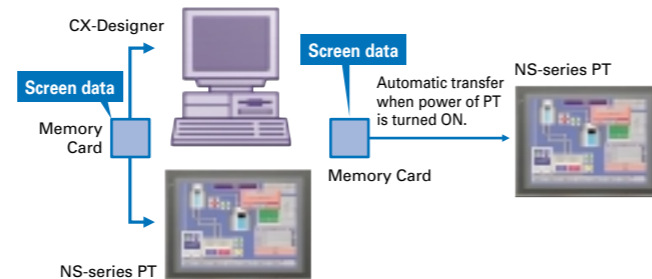 CX-Designer
Screen data
Memory
Card
NS-series PT
Screen data
Automatic transfer
when power of PT
is turned ON.
Memory Card
NS-series PT